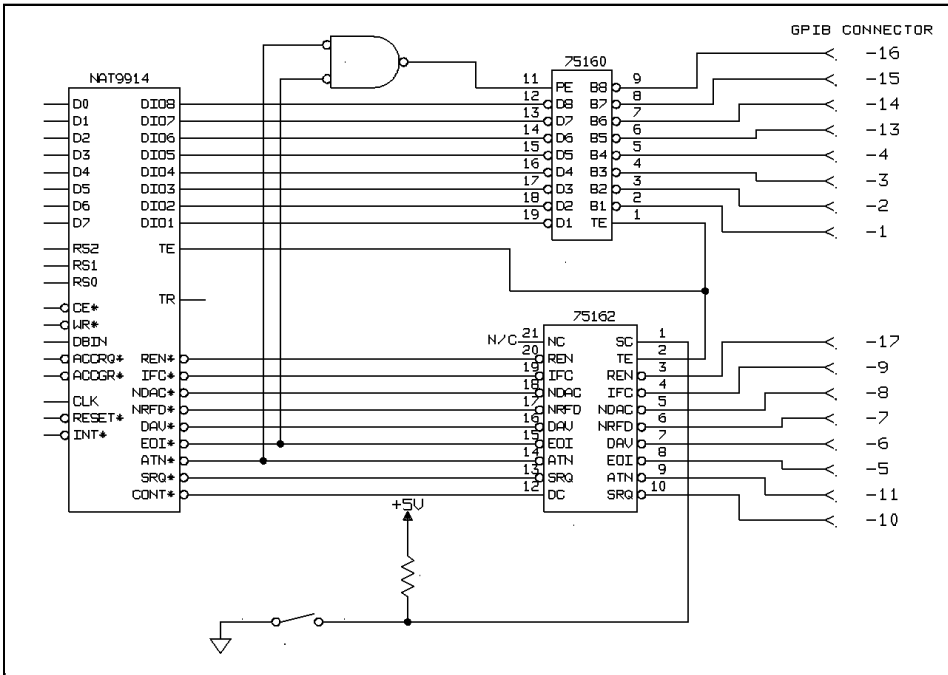 GPIB CONNECTOR
NAT9914
D0 DIO8
D1 DIO7
D2 DIO6
D3 DIO5
D4 DIO4
D5 DIO3
D6 DIO2
D7 DIO1
RS2 TE
RS1
RS0
TR
CE*
WR*
DBIN
ACCRQ* REN*
ACCGR* IFC*
NDAC*
CLK NRFD*
RESET* DAV*
INT* EOI*
ATN*
SRQ*
CONT*
75160
11 PE B8 9
12 D8 B7 8
13 D7 B6 7
14 D6 B5 6
15 D5 B4 5
16 D4 B3 4
17 D3 B2 3
18 D2 B1 2
19 D1 TE 1
-16
-15
-14
-13
-4
-3
-2
-1
75162
N/C 21 NC SC 1
20 REN TE 2
19 IFC REN 3
18 NDAC IFC 4
17 NRFD NDAC 5
16 DAV NRFD 6
15 EOI DAV 7
14 ATN EOI 8
13 SRQ ATN 9
12 DC SRQ 10
-17
-9
-8
-7
-6
-5
-11
-10
+5V